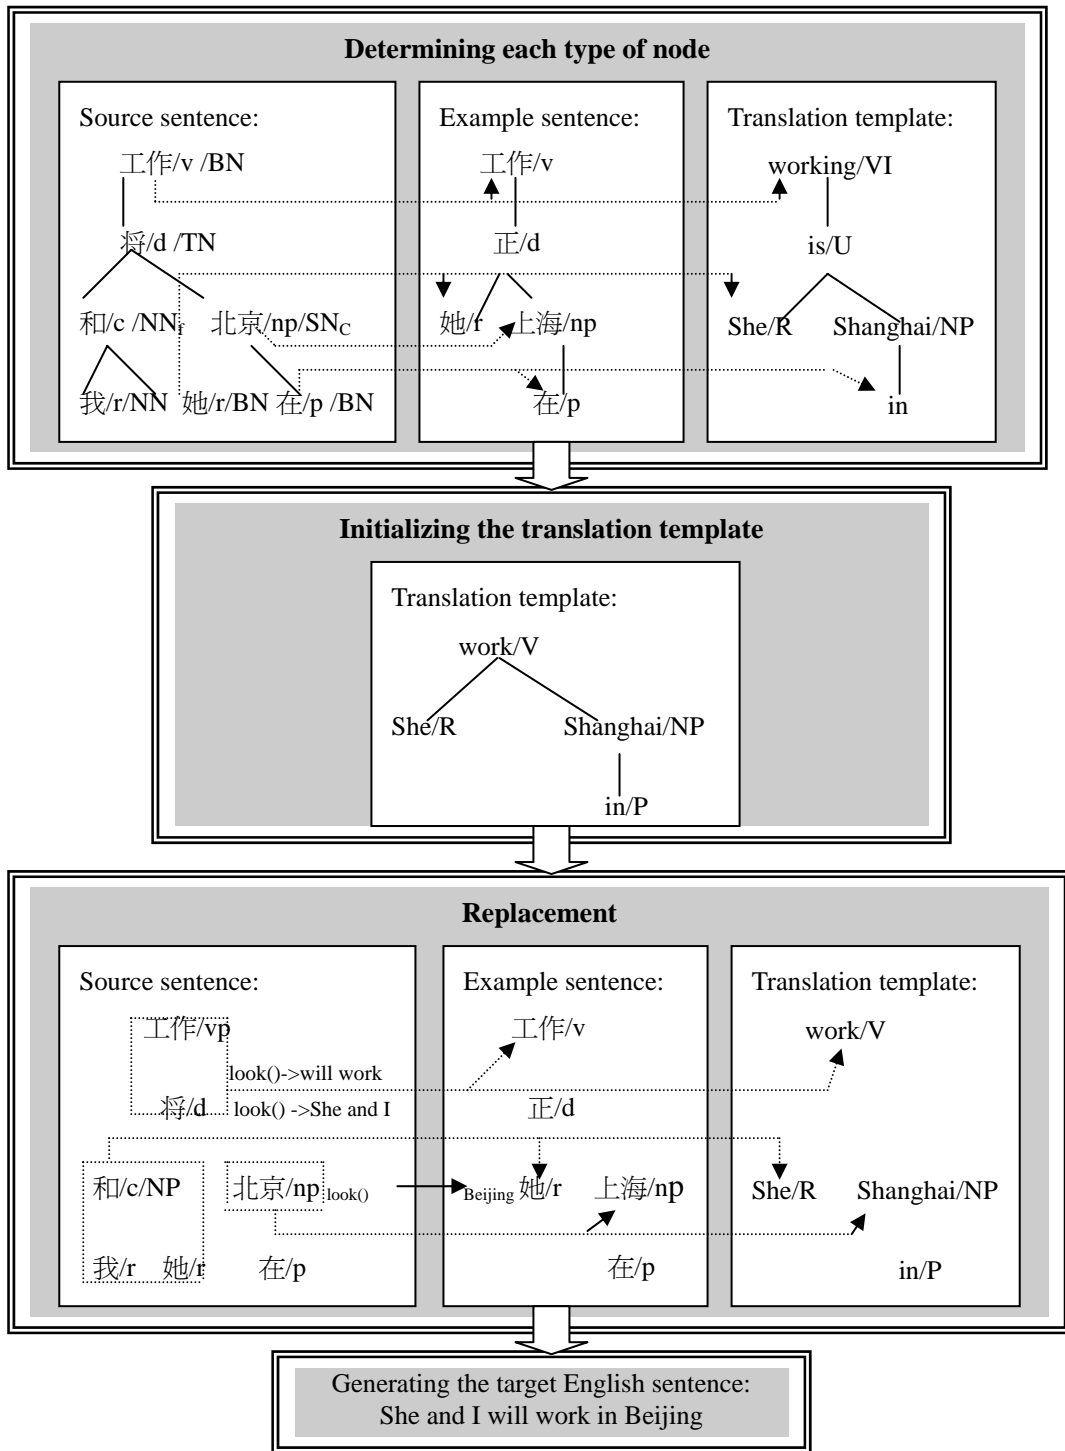 Determining each type of node
Source sentence:
工作/v /BN
将/d /TN
和/c /NNf 北京/np/SNC
我/r/NN 她/r/BN 在/p /BN
Example sentence:
工作/v
正/d
她/r 上海/np
在/p
Translation template:
working/VI
is/U
She/R Shanghai/NP
in
Initializing the translation template
Translation template:
work/V
She/R Shanghai/NP
in/P
Replacement
Source sentence:
工作/vp
look()->will work
将/d look() ->She and I
和/c/NP 北京/np look()
我/r 她/r 在/p
Example sentence:
工作/v
正/d
Beijing 她/r 上海/np
在/p
Translation template:
work/V
She/R Shanghai/NP
in/P
Generating the target English sentence:
She and I will work in Beijing